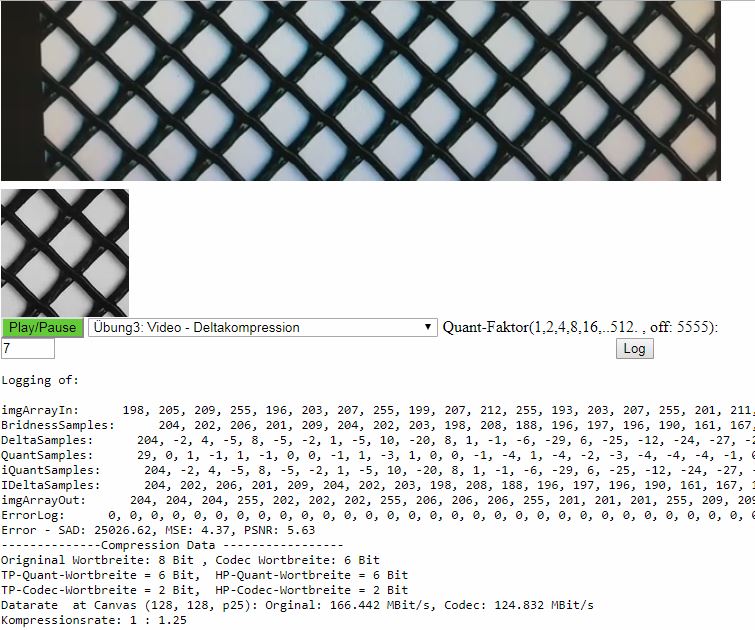 Play/Pause Übung3: Video - Deltakompression Quant-Faktor(1,2,4,8,16,..512. , off: 5555):
7 Log
Logging of:
imgArrayIn: 198, 205, 209, 255, 196, 203, 207, 255, 199, 207, 212, 255, 193, 203, 207, 255, 201, 211,
BridnessSamples: 204, 202, 206, 201, 209, 204, 202, 203, 198, 208, 188, 196, 197, 196, 190, 161, 167,
DeltaSamples: 204, -2, 4, -5, 8, -5, -2, 1, -5, 10, -20, 8, 1, -1, -6, -29, 6, -25, -12, -24, -27, -2
QuantSamples: 29, 0, 1, -1, 1, -1, 0, 0, -1, 1, -3, 1, 0, 0, -1, -4, 1, -4, -2, -3, -4, -4, -4, -1, 0
iQuantSamples: 204, -2, 4, -5, 8, -5, -2, 1, -5, 10, -20, 8, 1, -1, -6, -29, 6, -25, -12, -24, -27, -
IDeltaSamples: 204, 202, 206, 201, 209, 204, 202, 203, 198, 208, 188, 196, 197, 196, 190, 161, 167, 1
imgArrayOut: 204, 204, 204, 255, 202, 202, 202, 255, 206, 206, 206, 255, 201, 201, 201, 255, 209, 209
ErrorLog: 0, 0, 0, 0, 0, 0, 0, 0, 0, 0, 0, 0, 0, 0, 0, 0, 0, 0, 0, 0, 0, 0, 0, 0, 0, 0, 0, 0, 0, 0, 0, 0, 0, 0, 0, 0
Error - SAD: 25026.62, MSE: 4.37, PSNR: 5.63
--------------Compression Data -----------------
Origninal Wortbreite: 8 Bit , Codec Wortbreite: 6 Bit
TP-Quant-Wortbreite = 6 Bit, HP-Quant-Wortbreite = 6 Bit
TP-Codec-Wortbreite = 2 Bit, HP-Codec-Wortbreite = 2 Bit
Datarate at Canvas (128, 128, p25): Orginal: 166.442 MBit/s, Codec: 124.832 MBit/s
Kompressionsrate: 1 : 1.25